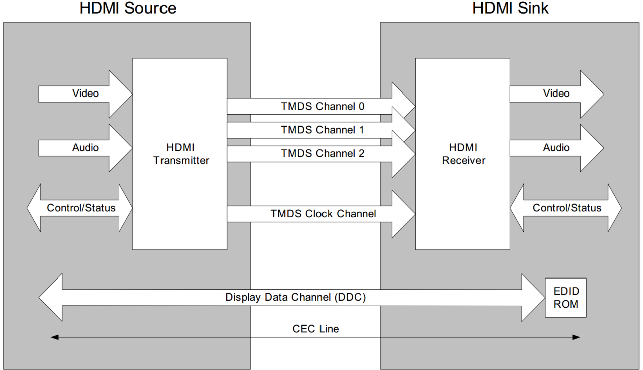 HDMI Source
HDMI Sink
Video
Audio
Control/Status
HDMI
Transmitter
TMDS Channel 0
TMDS Channel 1
TMDS Channel 2
TMDS Clock Channel
HDMI
Receiver
Video
Audio
Control/Status
Display Data Channel (DDC)
EDID
ROM
CEC Line